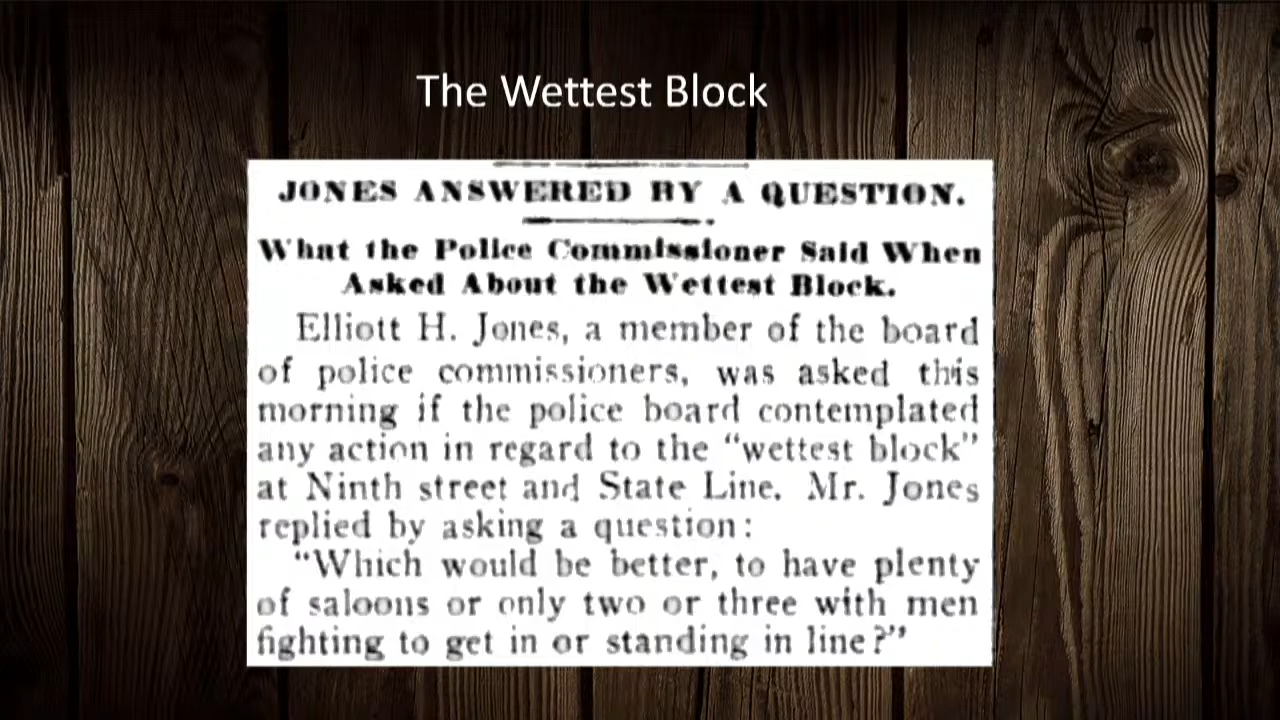 The Wettest Block
JONES ANSWERED BY A QUESTION.
What the Police Commissioner Said When
Asked About the Wettest Block.
Elliott H. Jones, a member of the board
of police commissioners, was asked this
morning if the police board contemplated
any action in regard to the “wettest block”
at Ninth street and State Line. Mr. Jones
replied by asking a question:
“Which would be better, to have plenty
of saloons or only two or three with men
fighting to get in or standing in line?”